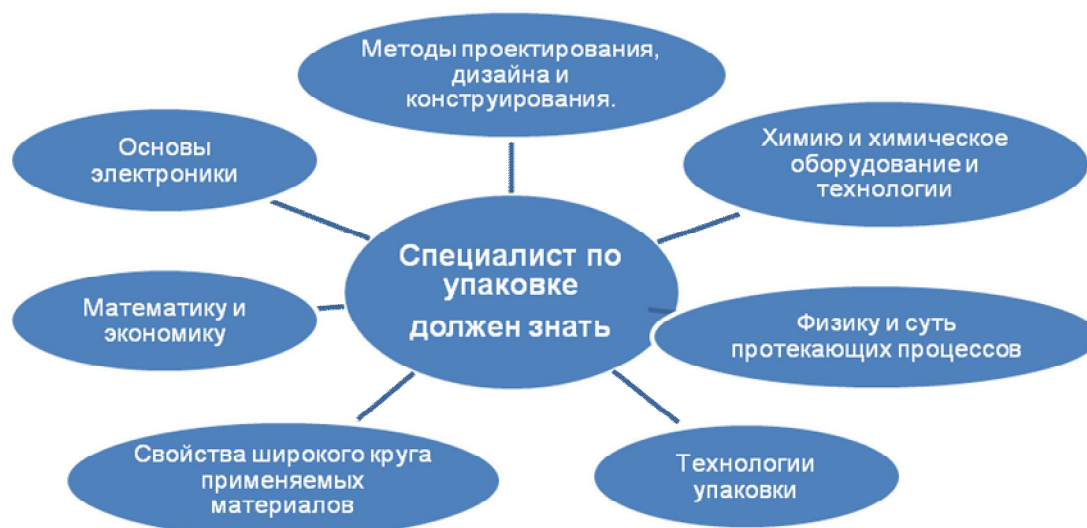 Методы проектирования,
дизайна и
конструирования.
Основы
электроники
Химию и химическое
оборудование и
технологии
Специалист по
упаковке
должен знать
Математику и
экономику
Физику и суть
протекающих процессов
Свойства широкого круга
применяемых
материалов
Технологии
упаковки